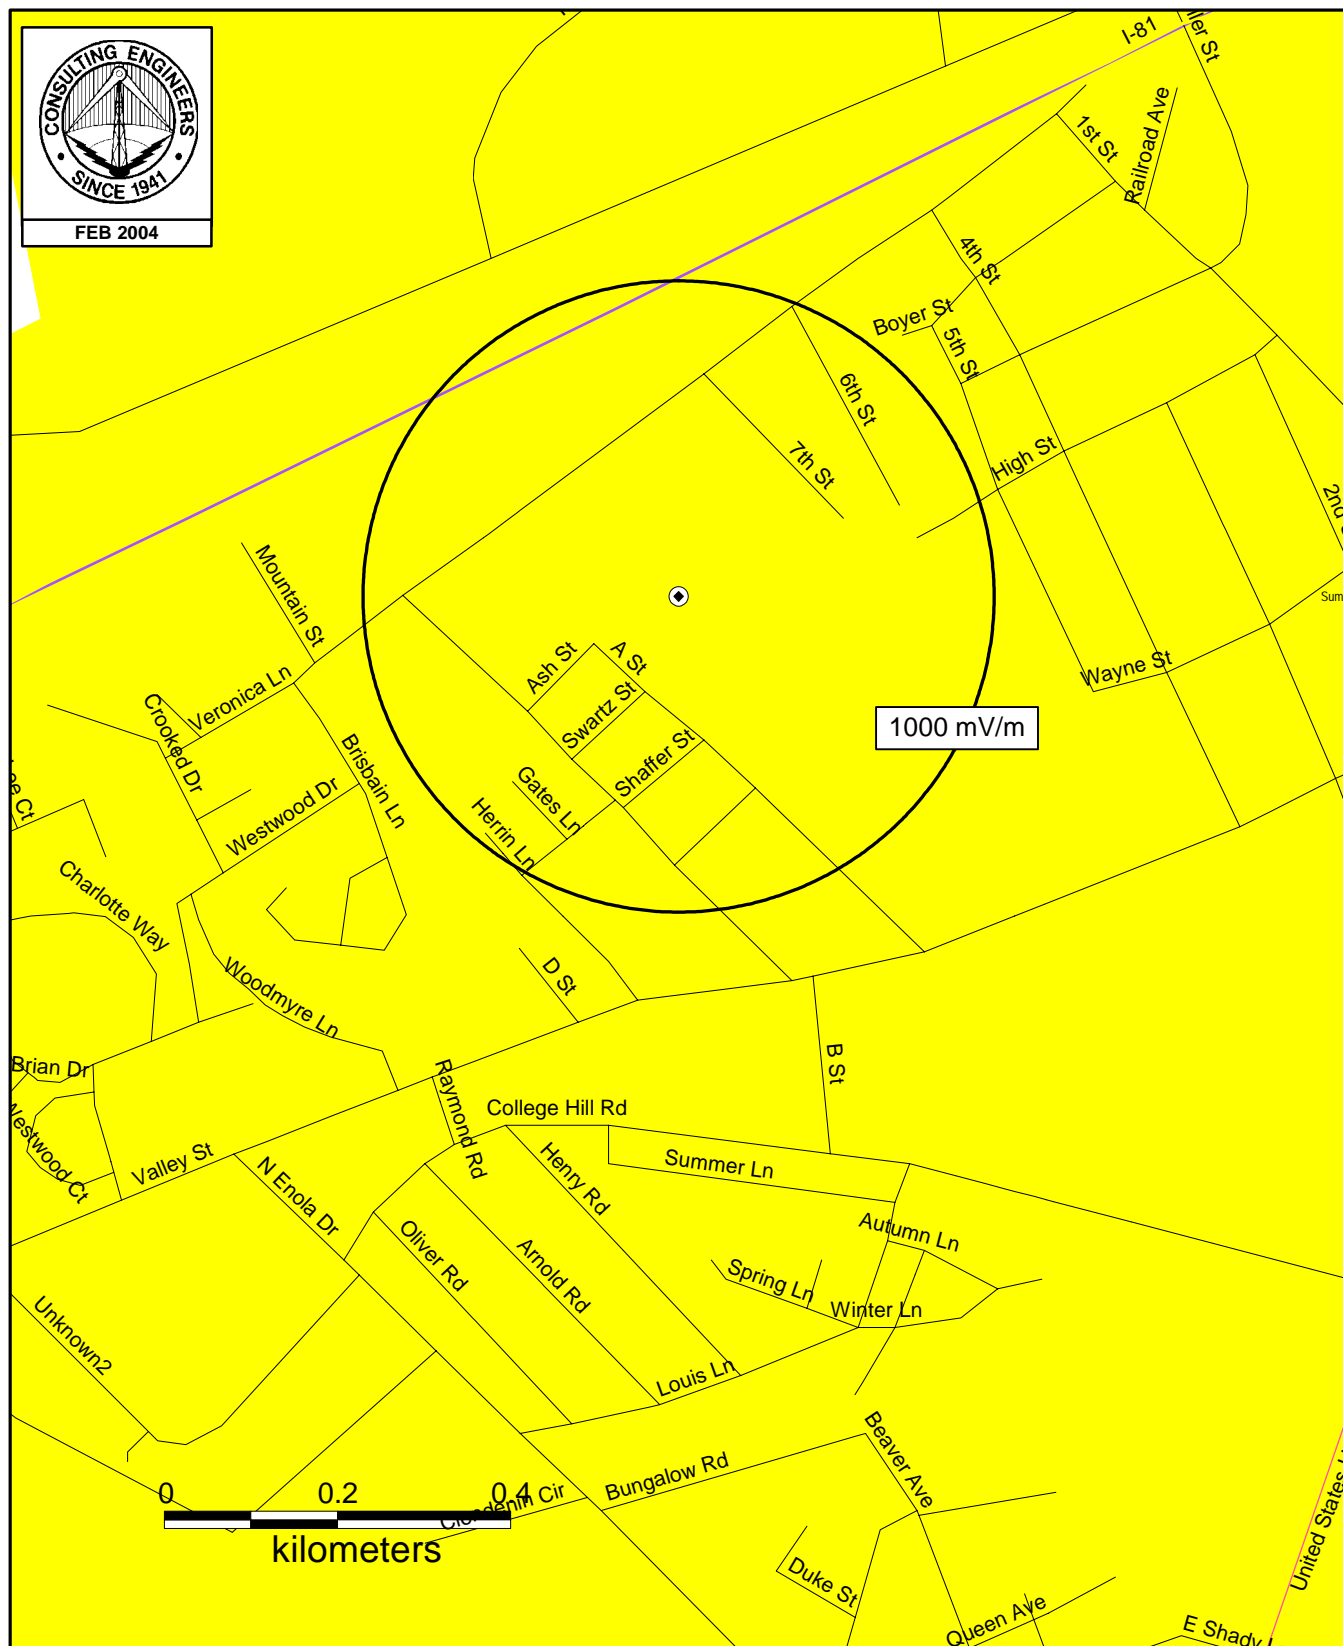 CONSULTING ENGINEERS
SINCE 1941
FEB 2004
I-81
1st St
Railroad Ave
4th St
Boyer St
5th St
6th St
7th St
High St
Mountain St
Ash St
A St
Wayne St
Veronica Ln
Swartz St
Crooked Dr
1000 mV/m
Brisbain Ln
Shaffer St
Gates Ln
Westwood Dr
Herrin Ln
Charlotte Way
Woodmyre Ln
D St
B St
Brian Dr
Raymond Rd
College Hill Rd
Westwood Ct
Valley St
N Enola Dr
Henry Rd
Summer Ln
Oliver Rd
Arnold Rd
Autumn Ln
Spring Ln
Winter Ln
Unknown2
Louis Ln
Beaver Ave
Bungalow Rd
0 0.2 0.4
kilometers
United States
Duke St
Queen Ave
E Shady